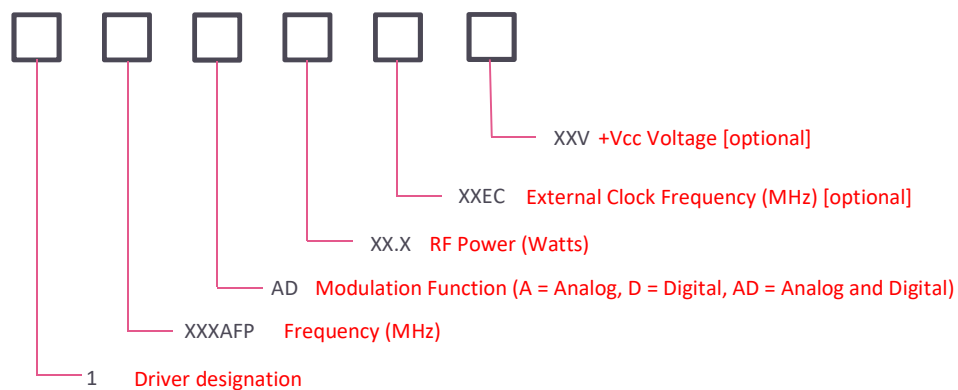 XXV +Vcc Voltage [optional]
XXEC External Clock Frequency (MHz) [optional]
XX.X RF Power (Watts)
AD Modulation Function (A = Analog, D = Digital, AD = Analog and Digital)
XXXAFP Frequency (MHz)
1 Driver designation